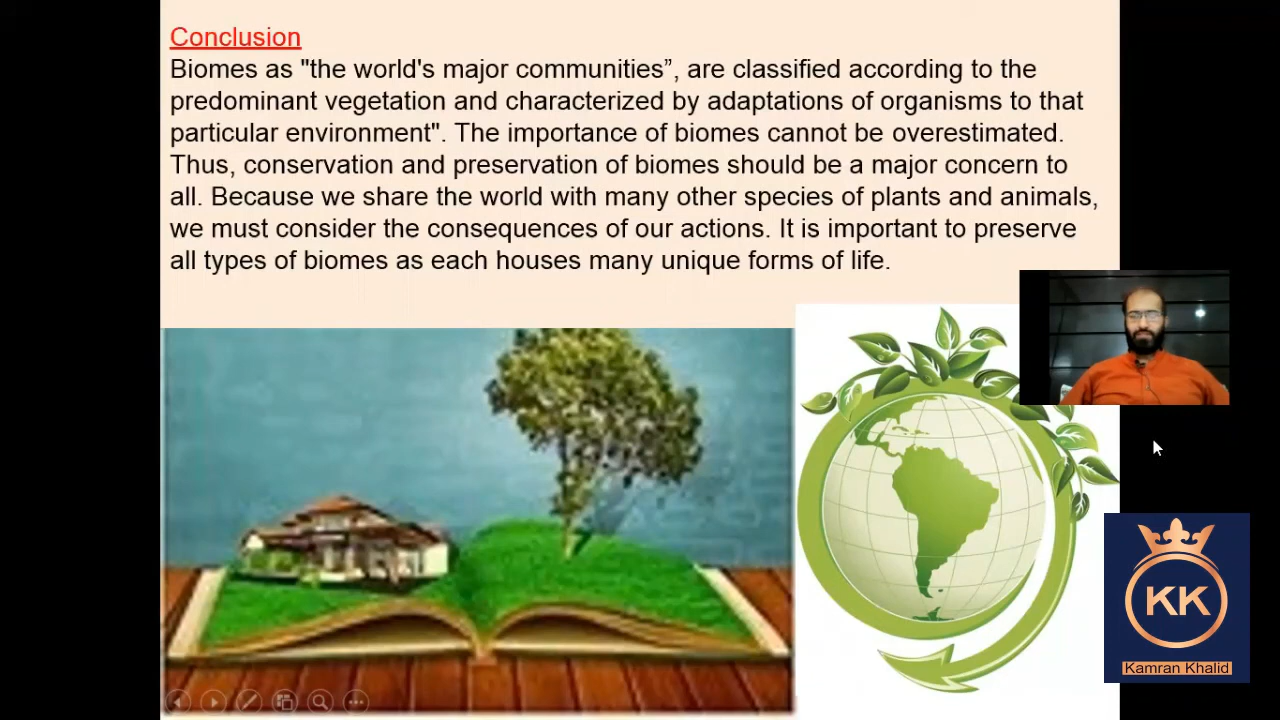 Conclusion
Biomes as "the world's major communities”, are classified according to the
predominant vegetation and characterized by adaptations of organisms to that
particular environment". The importance of biomes cannot be overestimated.
Thus, conservation and preservation of biomes should be a major concern to
all. Because we share the world with many other species of plants and animals,
we must consider the consequences of our actions. It is important to preserve
all types of biomes as each houses many unique forms of life.
KK
Kamran Khalid